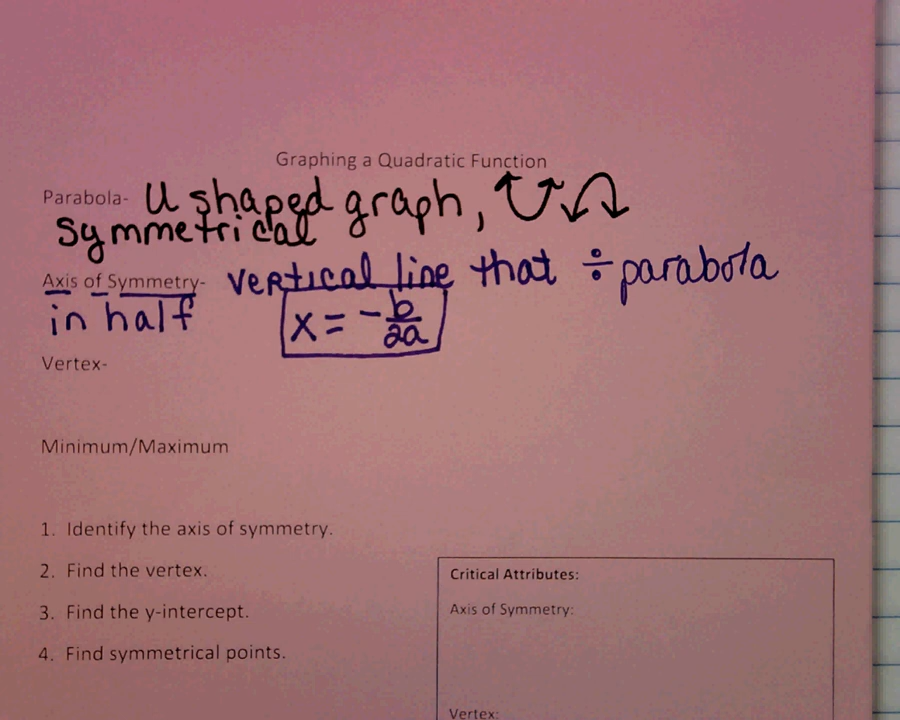 Graphing a Quadratic Function
Parabola- U shaped graph,
symmetrical
Axis of Symmetry- vertical line that ÷ parabola
in half x = -b/2a
Vertex-
Minimum/Maximum
1. Identify the axis of symmetry.
2. Find the vertex.
3. Find the y-intercept.
4. Find symmetrical points.
Critical Attributes:
Axis of Symmetry:
Vertex: